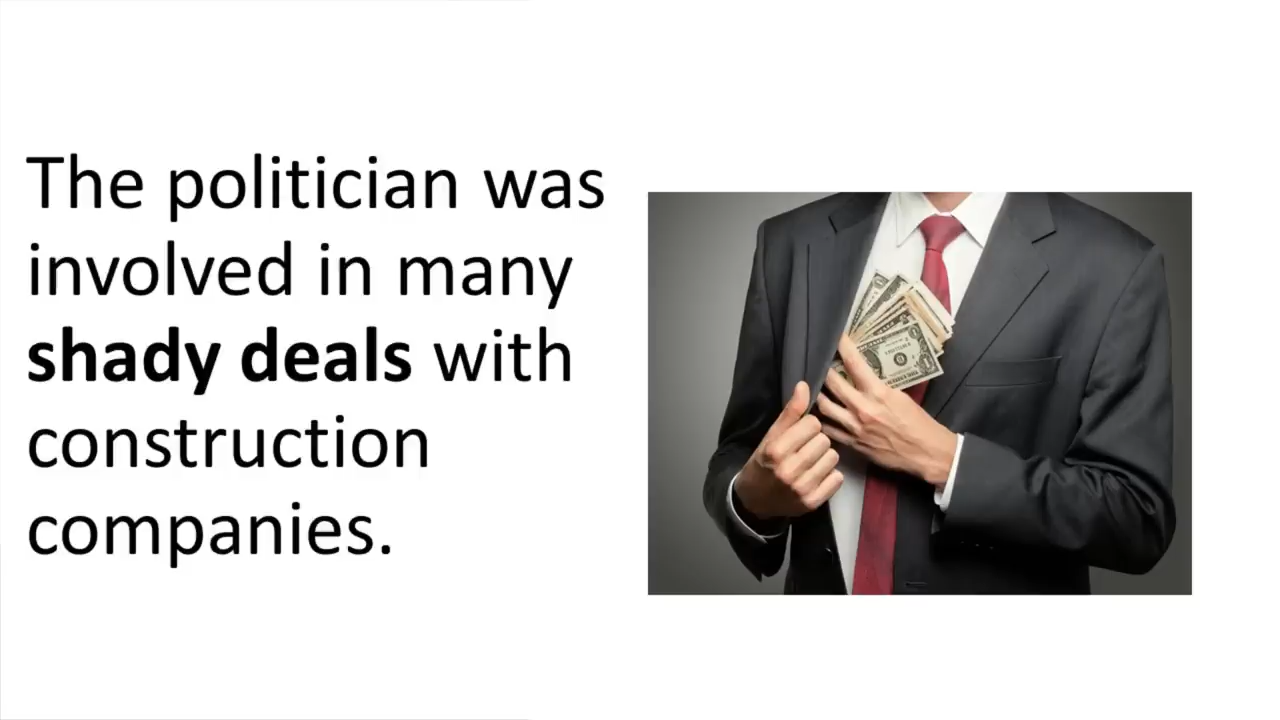 The politician was
involved in many
shady deals with
construction
companies.